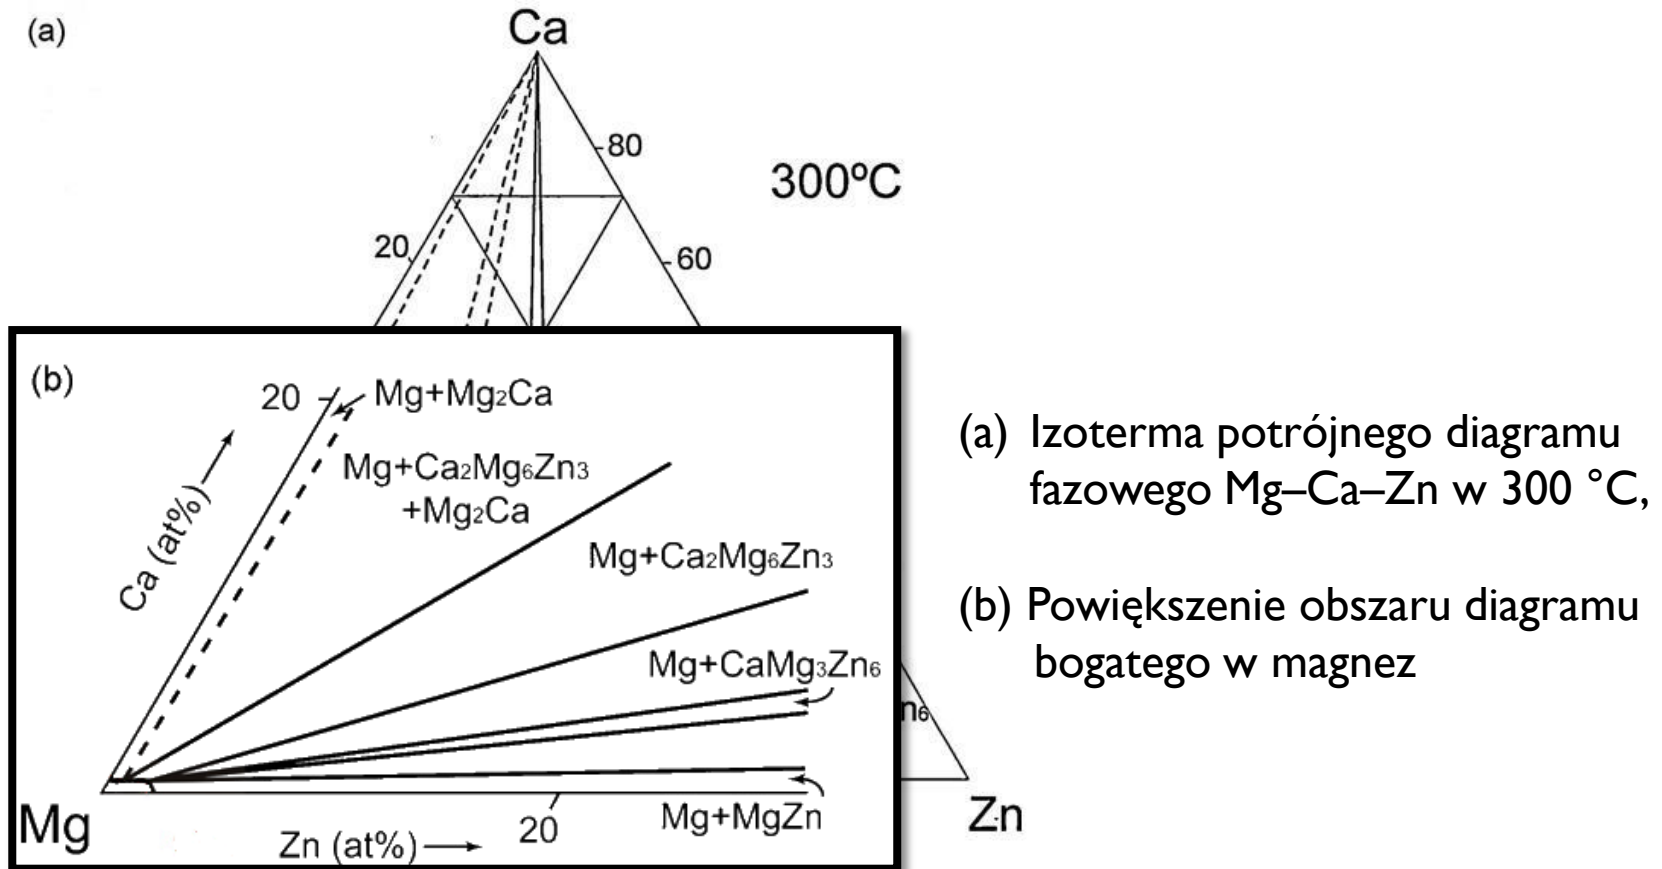 (a)
Ca
80
300ºC
20
60
(b)
20
Mg+Mg₂Ca
Mg+Ca₂Mg₆Zn₃
+Mg₂Ca
Ca (at%)
Mg+Ca₂Mg₆Zn₃
Mg+CaMg₃Zn₆
n₆
Mg
Zn (at%)
20
Mg+MgZn
Zn
(a) Izoterma potrójnego diagramu
fazowego Mg–Ca–Zn w 300 °C,
(b) Powiększenie obszaru diagramu
bogatego w magnez